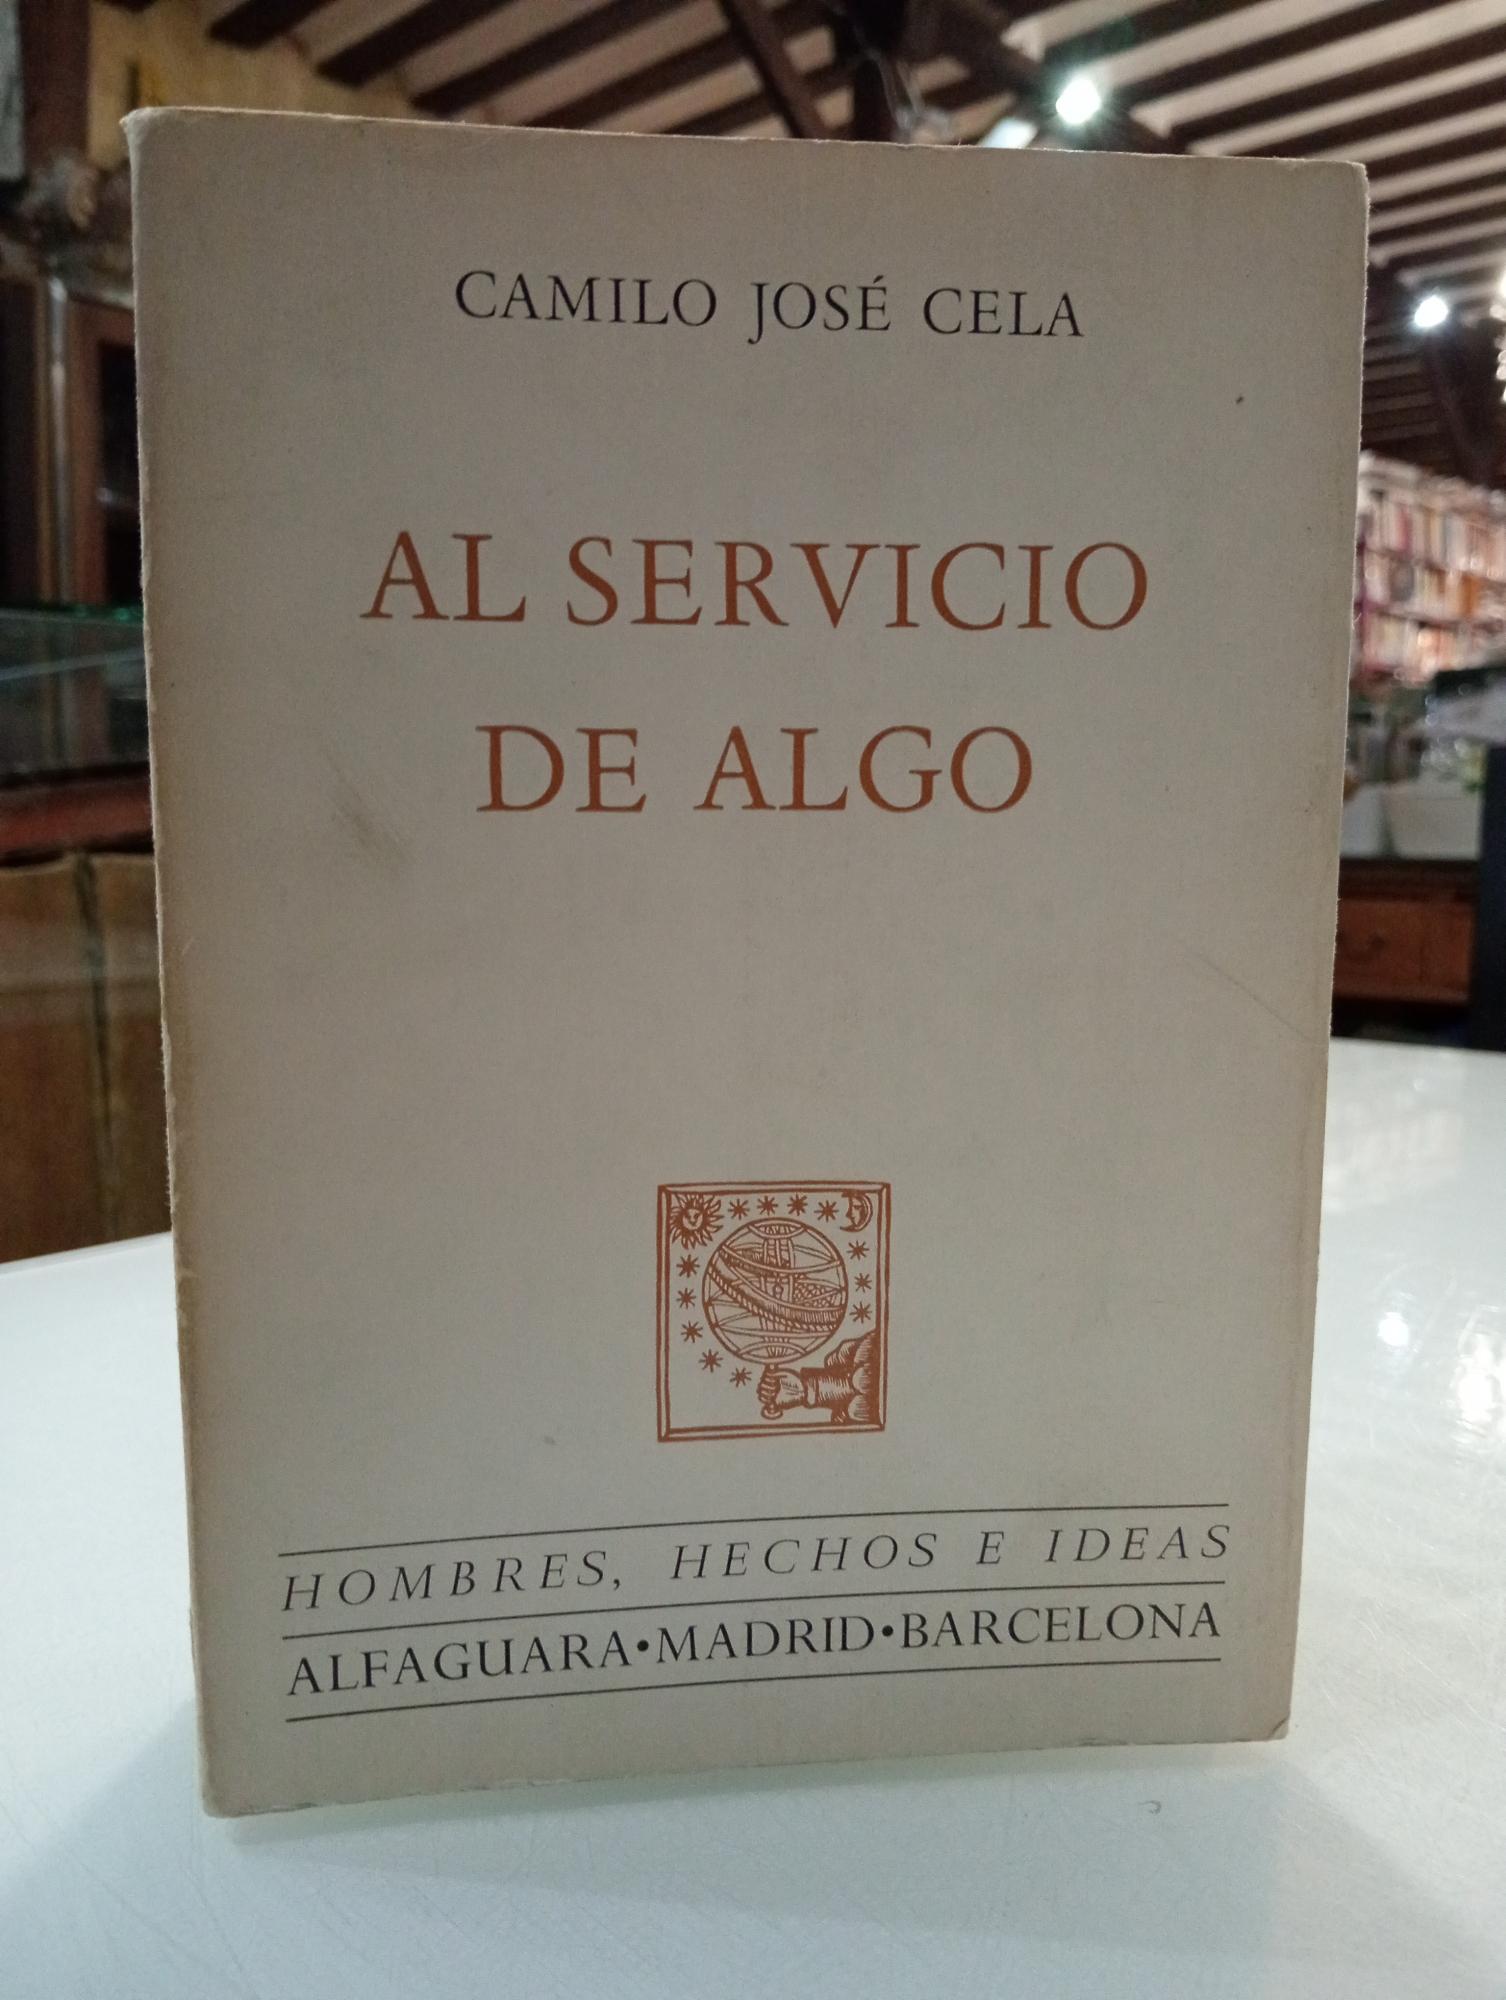 CAMILO JOSÉ CELA
AL SERVICIO
DE ALGO
HOMBRES, HECHOS E IDEAS
ALFAGUARA•MADRID•BARCELONA